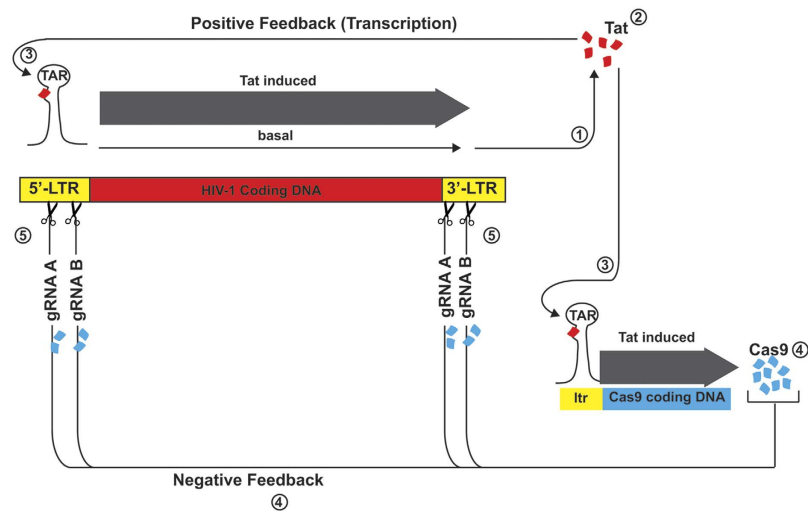 Positive Feedback (Transcription)
Tat ②
③
TAR
Tat induced
basal
①
5'-LTR
HIV-1 Coding DNA
3'-LTR
⑤
⑤
gRNA A
gRNA B
gRNA A
gRNA B
③
TAR
Tat induced
Cas9 ④
ltr
Cas9 coding DNA
Negative Feedback
④